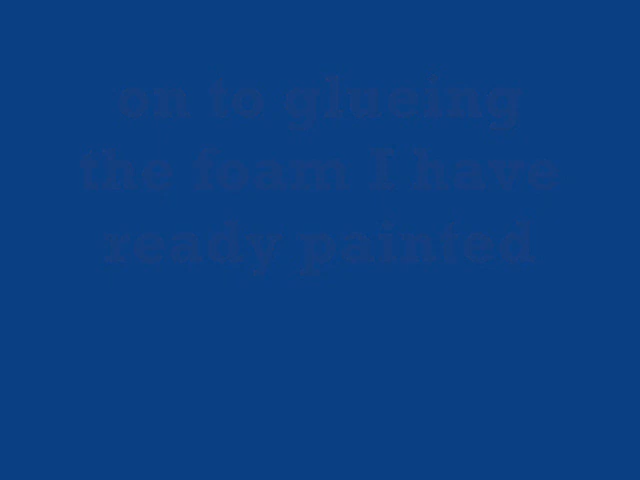 on to glueing
the foam I have
ready painted